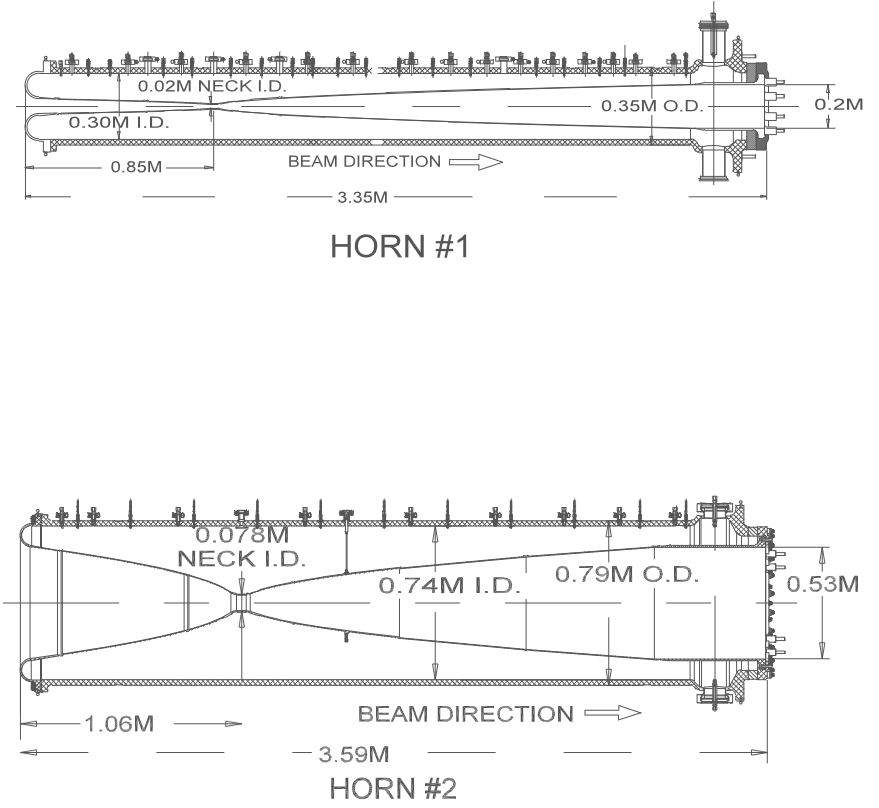 0.02M NECK I.D.
0.35M O.D.
0.2M
0.30M I.D.
BEAM DIRECTION
0.85M
3.35M
HORN #1
0.078M
NECK I.D.
0.74M I.D.
0.79M O.D.
0.53M
1.06M
BEAM DIRECTION
3.59M
HORN #2